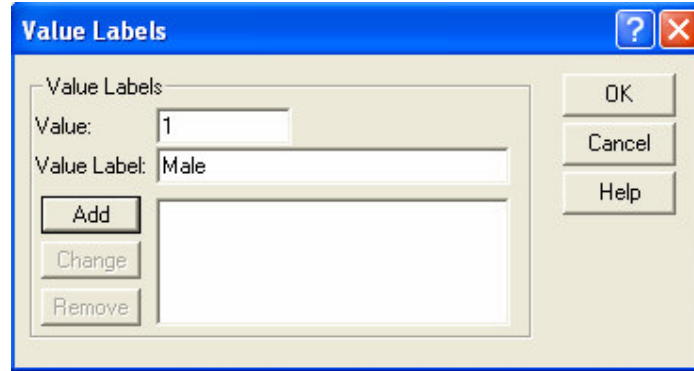 Value Labels
?
X
Value Labels
Value: 1
Value Label: Male
Add
Change
Remove
OK
Cancel
Help